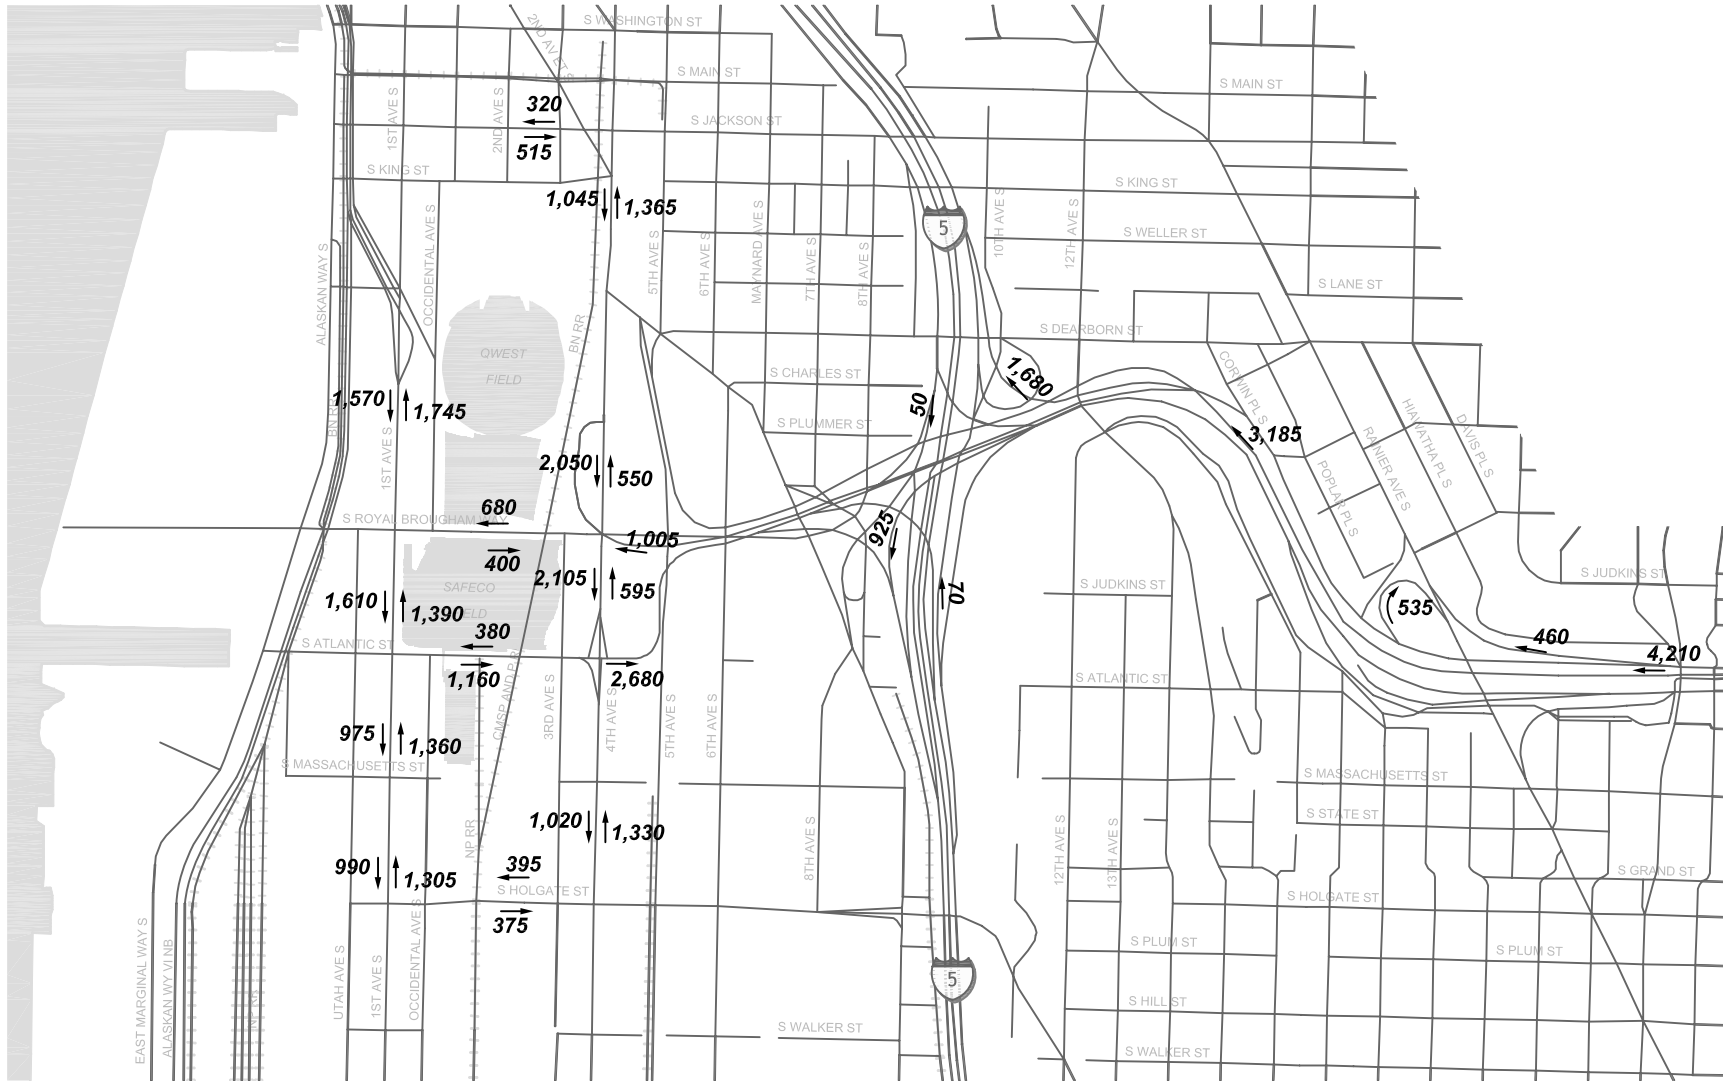 S WASHINGTON ST
2ND AV ET S
S MAIN ST
S MAIN ST
1ST AVE S
2ND AVE S
320
515
S JACKSON ST
S KING ST
S KING ST
1,045
1,365
10TH AVE S
12TH AVE S
5
S WELLER ST
ALASKAN WAY S
OCCIDENTAL AVE S
5TH AVE S
6TH AVE S
MAYNARD AVE S
7TH AVE S
8TH AVE S
S LANE ST
BN RR
S DEARBORN ST
QWEST
FIELD
S CHARLES ST
1,680
CORWIN PL S
1,570
1,745
BN RR
50
S PLUMMER ST
3,185
HIAWATHA PL S
DAVIS PL S
RAINIER AVE S
POPLAR PL S
1ST AVE S
2,050
550
680
S ROYAL BROUGHAM WAY
400
1,005
925
2,105
595
SAFECO
FIELD
70
S JUDKINS ST
S JUDKINS ST
1,610
1,390
535
380
460
4,210
S ATLANTIC ST
1,160
2,680
S ATLANTIC ST
CMSP AND P R
3RD AVE S
4TH AVE S
5TH AVE S
6TH AVE S
975
1,360
S MASSACHUSETTS ST
S MASSACHUSETTS ST
1,020
1,330
S STATE ST
NP RR
8TH AVE S
12TH AVE S
13TH AVE S
990
1,305
395
S HOLGATE ST
375
S GRAND ST
S HOLGATE ST
EAST MARGINAL WAY S
ALASKAN WY VI NB
NP RR
UTAH AVE S
1ST AVE S
OCCIDENTAL AVE S
S PLUM ST
S PLUM ST
5
S HILL ST
S WALKER ST
S WALKER ST